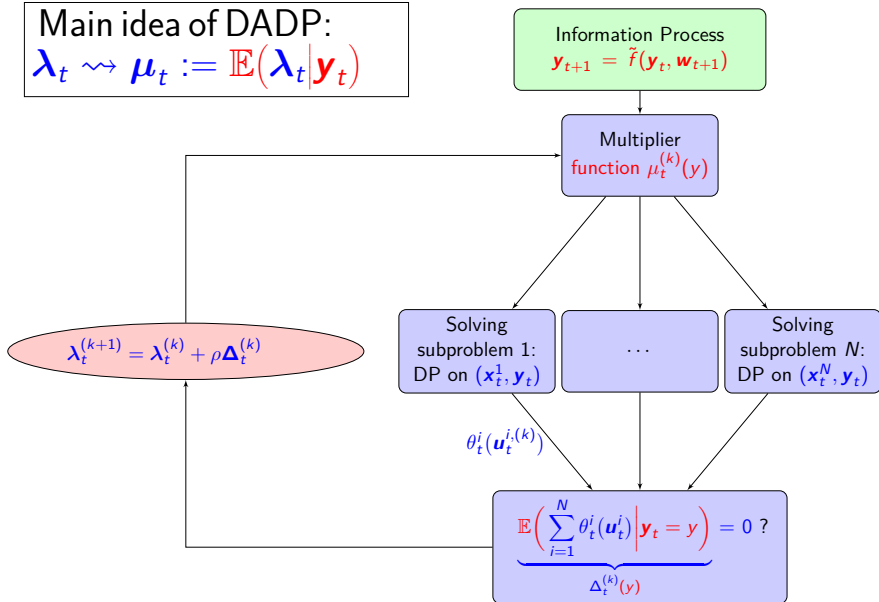 Main idea of DADP:
λ_t ⇝ μ_t := 𝔼(λ_t | y_t)
Information Process
y_{t+1} = f̃(y_t, w_{t+1})
Multiplier
function μ_t^{(k)}(y)
λ_t^{(k+1)} = λ_t^{(k)} + ρΔ_t^{(k)}
Solving
subproblem 1:
DP on (x_t^1, y_t)
···
Solving
subproblem N:
DP on (x_t^N, y_t)
θ_t^i(u_t^{i,(k)})
𝔼(∑_{i=1}^{N} θ_t^i(u_t^i) | y_t = y) = 0 ?
Δ_t^{(k)}(y)